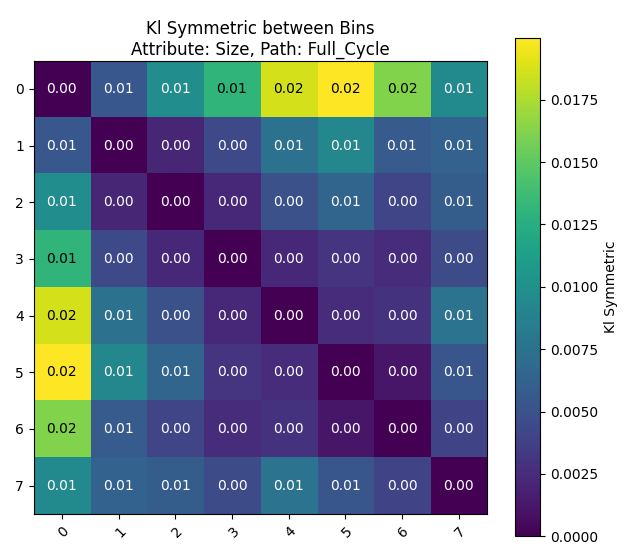 Kl Symmetric between Bins
Attribute: Size, Path: Full_Cycle
0 0.00 0.01 0.01 0.01 0.02 0.02 0.02 0.01
1 0.01 0.00 0.00 0.00 0.01 0.01 0.01 0.01
2 0.01 0.00 0.00 0.00 0.00 0.01 0.00 0.01
3 0.01 0.00 0.00 0.00 0.00 0.00 0.00 0.00
4 0.02 0.01 0.00 0.00 0.00 0.00 0.00 0.01
5 0.02 0.01 0.01 0.00 0.00 0.00 0.00 0.01
6 0.02 0.01 0.00 0.00 0.00 0.00 0.00 0.00
7 0.01 0.01 0.01 0.00 0.01 0.01 0.00 0.00
0 1 2 3 4 5 6 7
0.0175
0.0150
0.0125
0.0100
0.0075
0.0050
0.0025
0.0000
Kl Symmetric